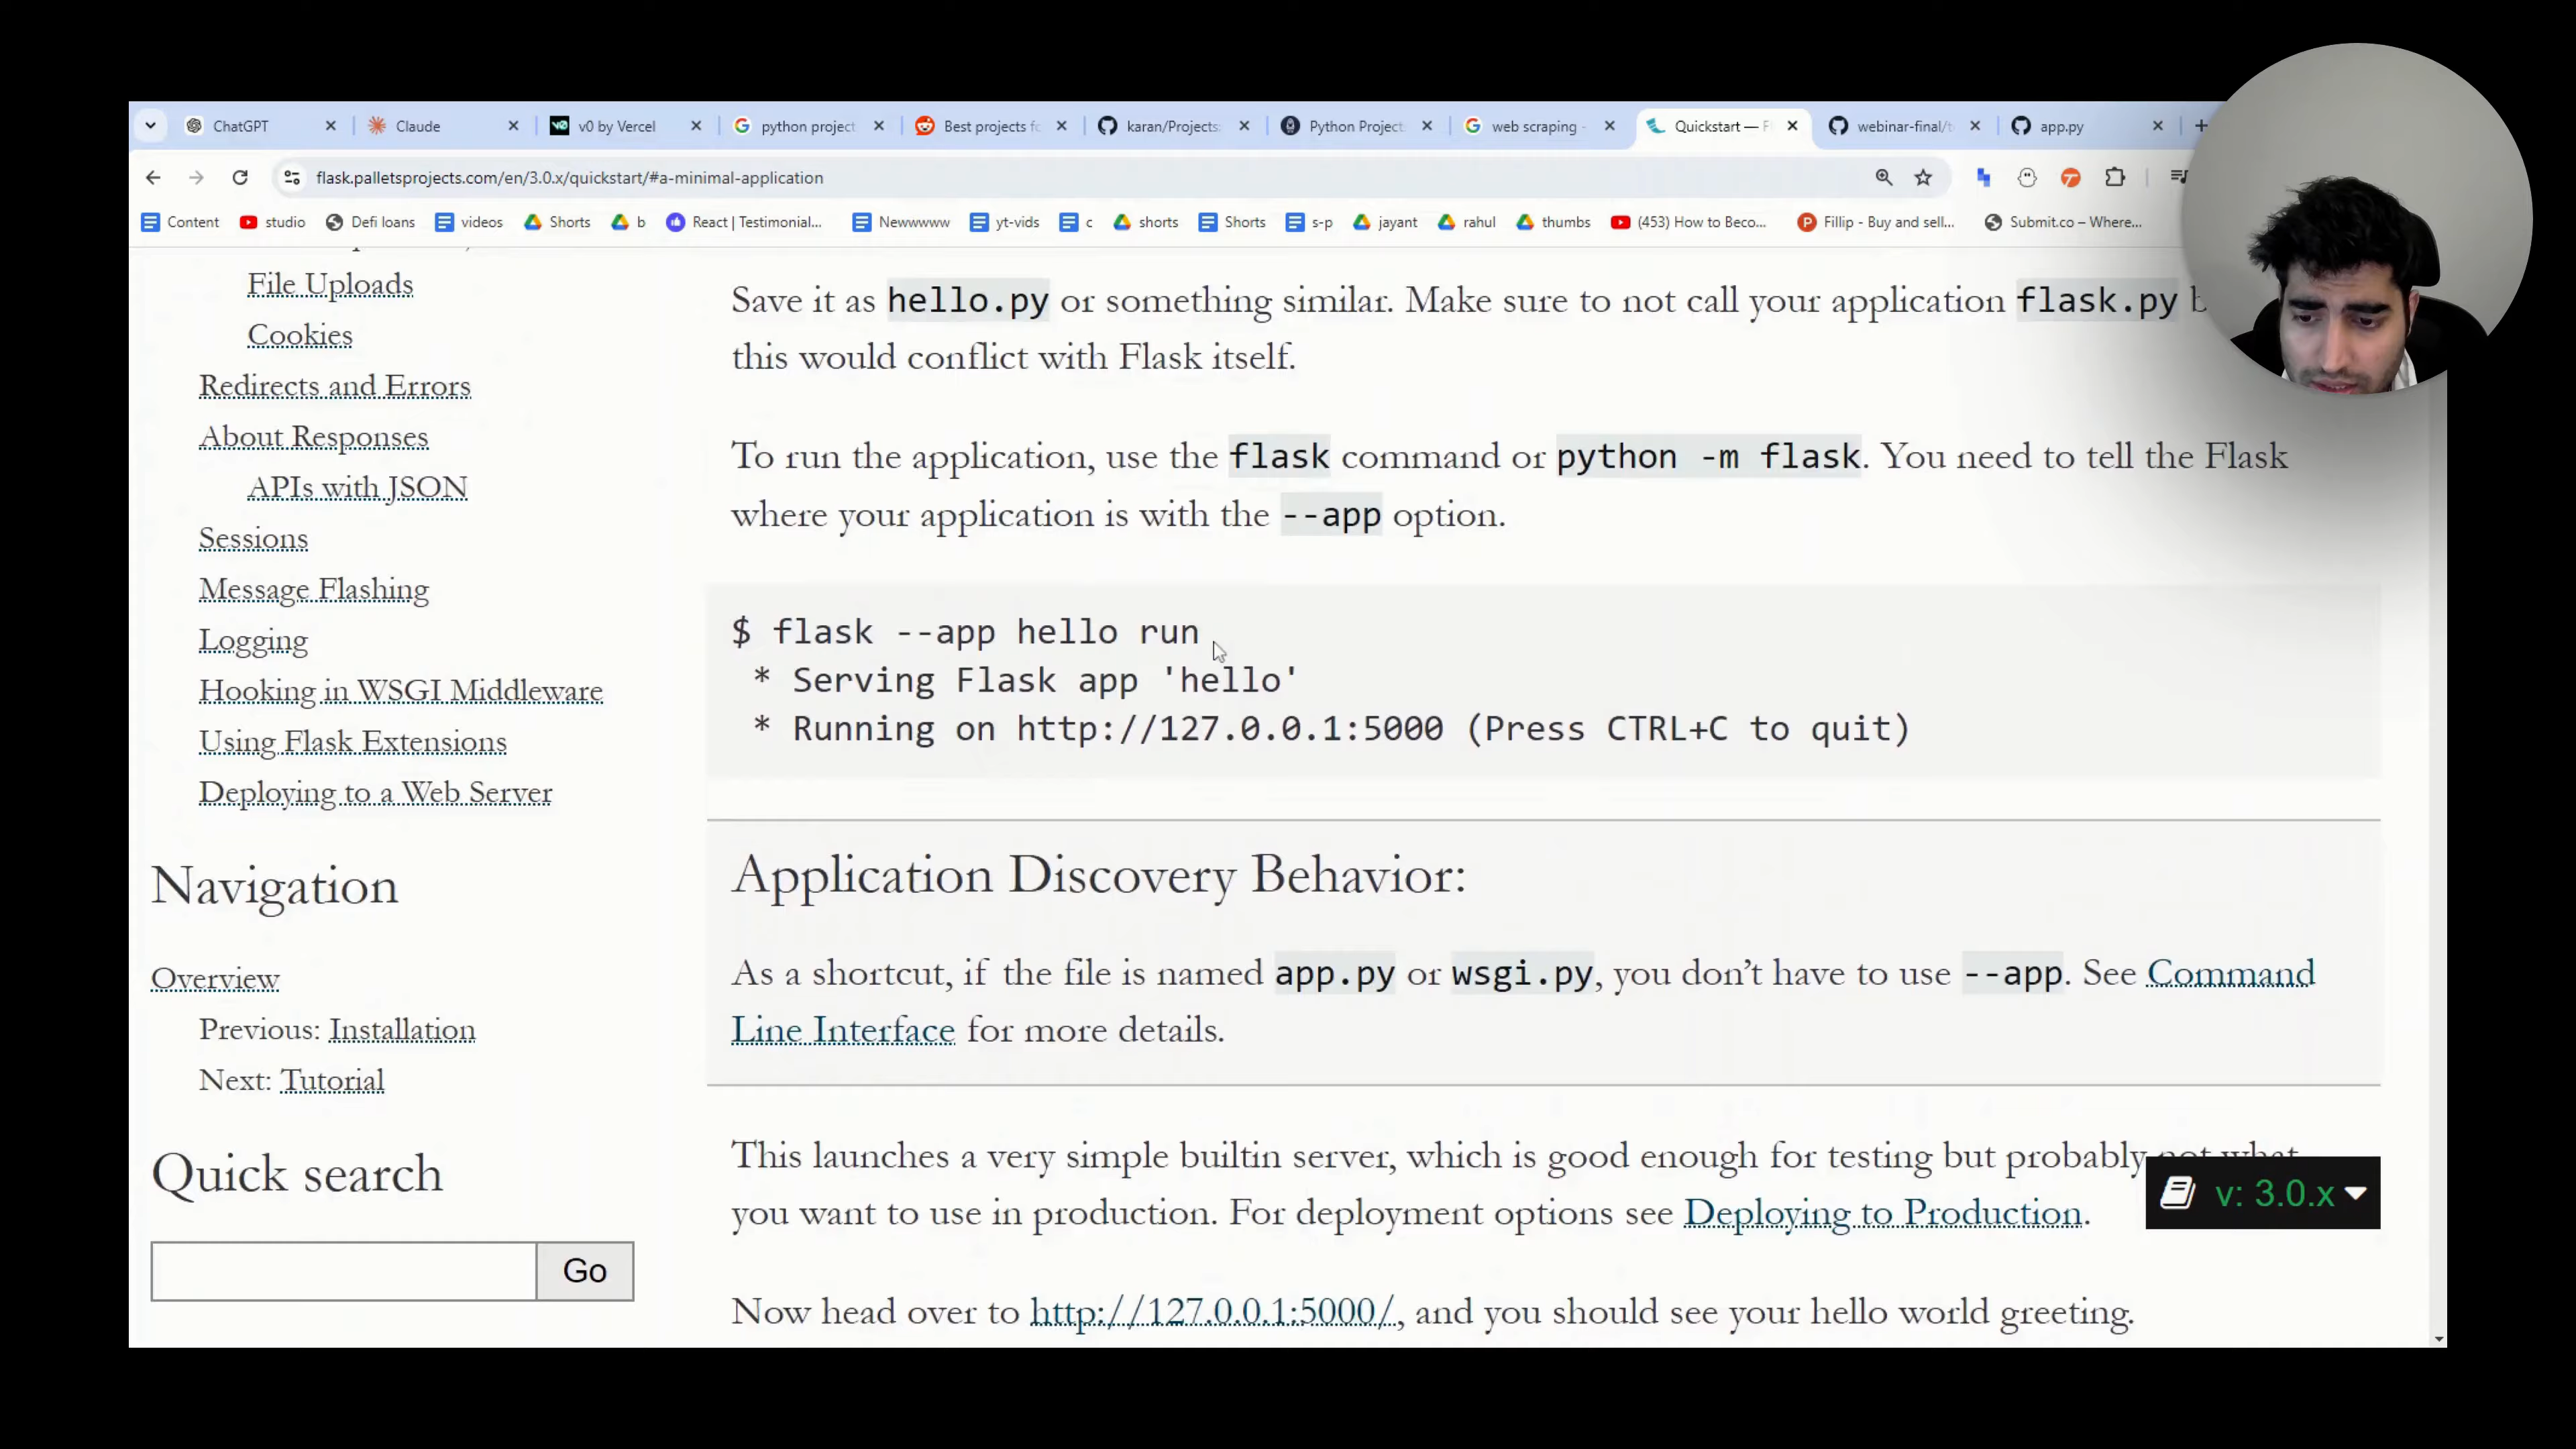 ChatGPT
Claude
v0 by Vercel
python project
Best projects fo
karan/Projects:
Python Project:
web scraping -
Quickstart — F
webinar-final/t
app.py
flask.palletsprojects.com/en/3.0.x/quickstart/#a-minimal-application
Content
studio
Defi loans
videos
Shorts
b
React | Testimonial...
Newwwww
yt-vids
c
shorts
Shorts
s-p
jayant
rahul
thumbs
(453) How to Beco...
Fillip - Buy and sell...
Submit.co – Where...
File Uploads
Cookies
Redirects and Errors
About Responses
APIs with JSON
Sessions
Message Flashing
Logging
Hooking in WSGI Middleware
Using Flask Extensions
Deploying to a Web Server
Navigation
Overview
Previous: Installation
Next: Tutorial
Quick search
Go
Save it as hello.py or something similar. Make sure to not call your application flask.py b
this would conflict with Flask itself.
To run the application, use the flask command or python -m flask. You need to tell the Flask
where your application is with the --app option.
$ flask --app hello run
* Serving Flask app 'hello'
* Running on http://127.0.0.1:5000 (Press CTRL+C to quit)
Application Discovery Behavior:
As a shortcut, if the file is named app.py or wsgi.py, you don't have to use --app. See Command
Line Interface for more details.
This launches a very simple builtin server, which is good enough for testing but probably not what
you want to use in production. For deployment options see Deploying to Production.
Now head over to http://127.0.0.1:5000/, and you should see your hello world greeting.
v: 3.0.x